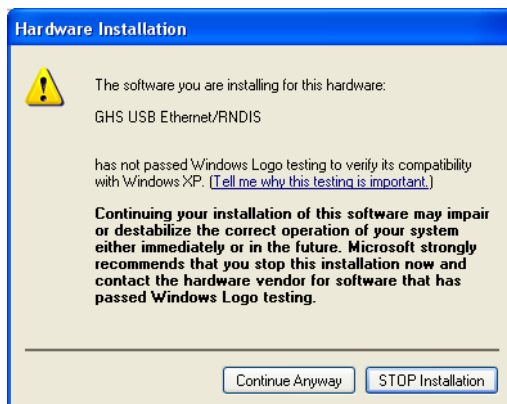 Hardware Installation
The software you are installing for this hardware:
GHS USB Ethernet/RNDIS
has not passed Windows Logo testing to verify its compatibility
with Windows XP. (Tell me why this testing is important.)
Continuing your installation of this software may impair
or destabilize the correct operation of your system
either immediately or in the future. Microsoft strongly
recommends that you stop this installation now and
contact the hardware vendor for software that has
passed Windows Logo testing.
Continue Anyway
STOP Installation